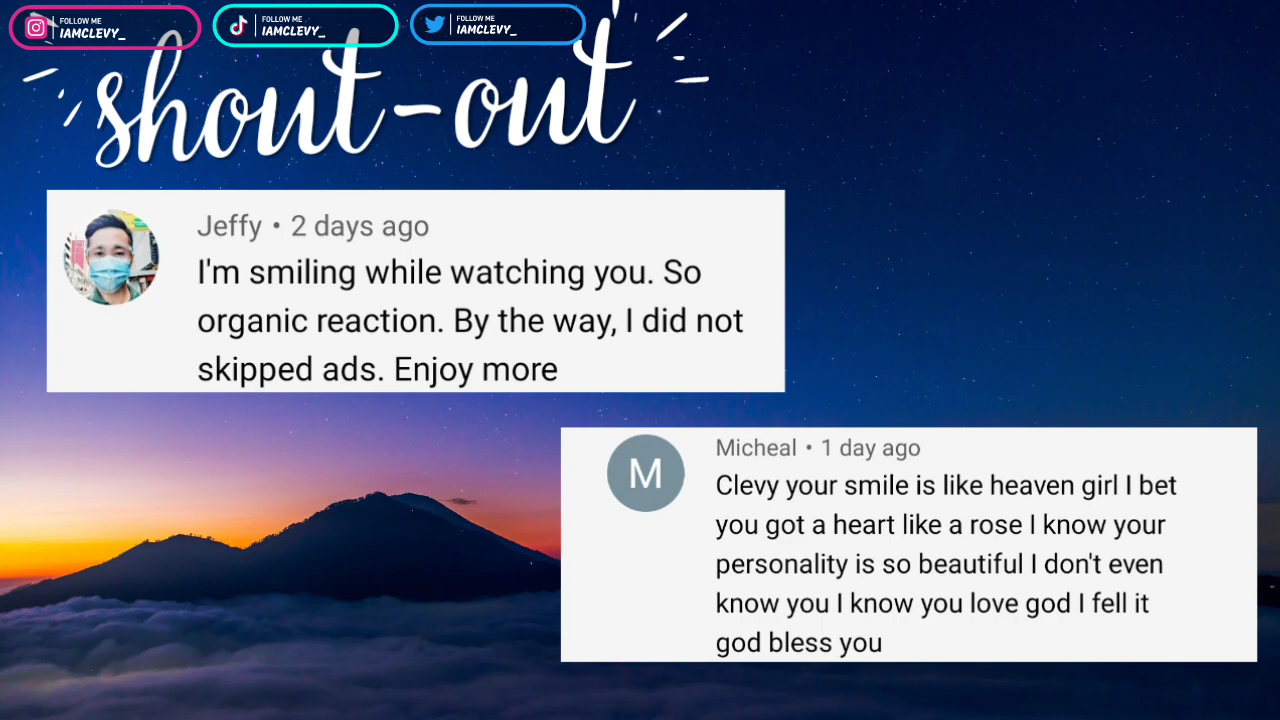 FOLLOW ME
IAMCLEVY_
FOLLOW ME
IAMCLEVY_
FOLLOW ME
IAMCLEVY_
shout-out
Jeffy • 2 days ago
I'm smiling while watching you. So
organic reaction. By the way, I did not
skipped ads. Enjoy more
M
Micheal • 1 day ago
Clevy your smile is like heaven girl I bet
you got a heart like a rose I know your
personality is so beautiful I don't even
know you I know you love god I fell it
god bless you